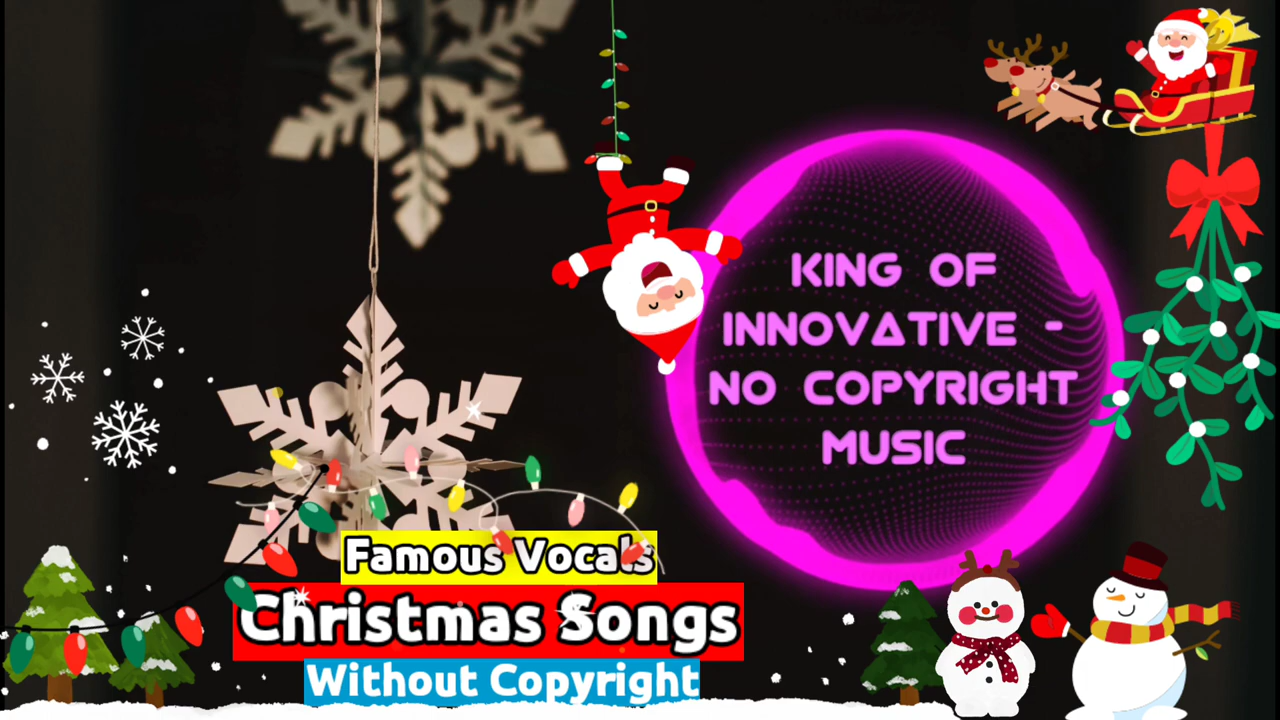 KING OF
INNOVATIVE -
NO COPYRIGHT
MUSIC
Famous Vocals
Christmas Songs
Without Copyright